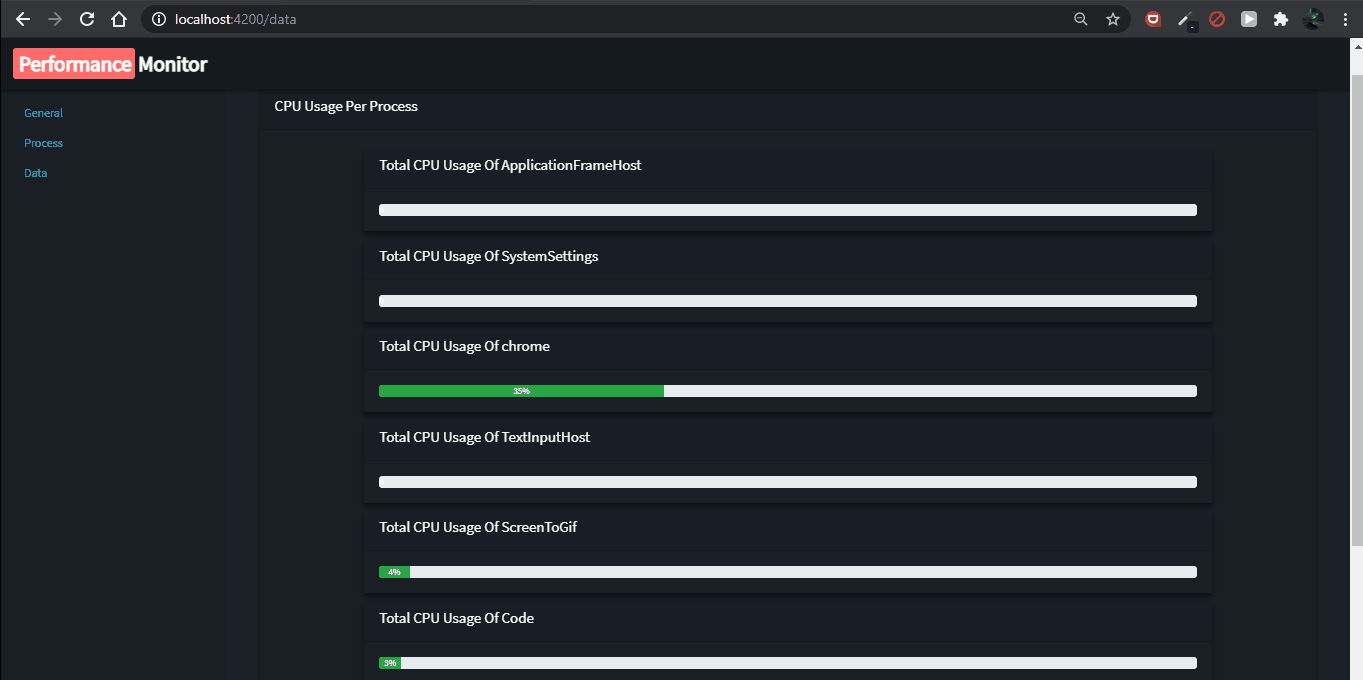 localhost:4200/data
Performance Monitor
General
Process
Data
CPU Usage Per Process
Total CPU Usage Of ApplicationFrameHost
Total CPU Usage Of SystemSettings
Total CPU Usage Of chrome
35%
Total CPU Usage Of TextInputHost
Total CPU Usage Of ScreenToGif
4%
Total CPU Usage Of Code
3%